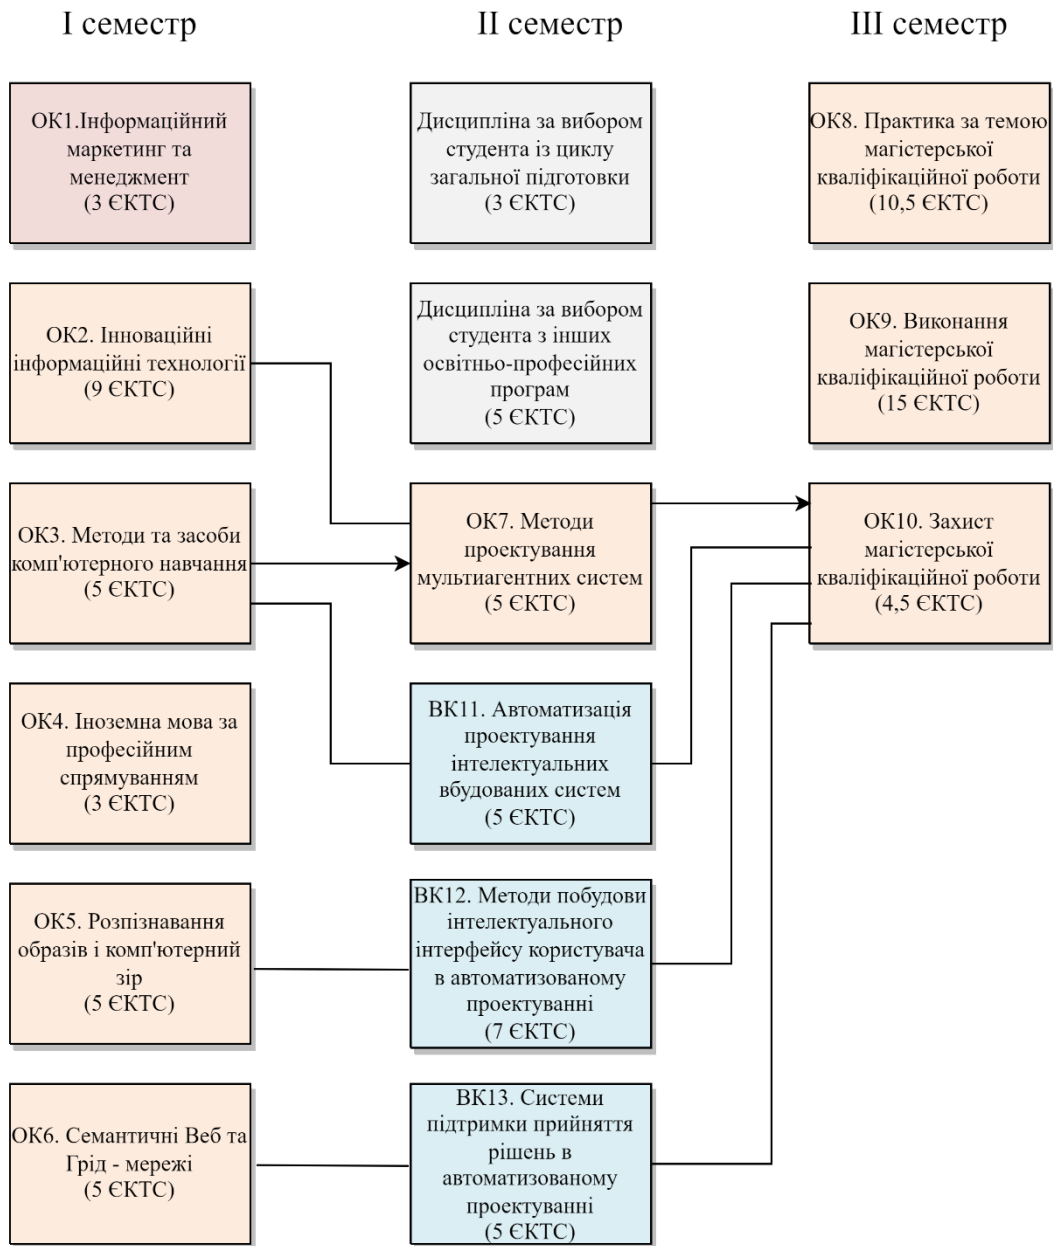 I семестр
II семестр
III семестр
ОК1.Інформаційний
маркетинг та
менеджмент
(3 ЄКТС)
Дисципліна за вибором
студента із циклу
загальної підготовки
(3 ЄКТС)
ОК8. Практика за темою
магістерської
кваліфікаційної роботи
(10,5 ЄКТС)
ОК2. Інноваційні
інформаційні технології
(9 ЄКТС)
Дисципліна за вибором
студента з інших
освітньо-професійних
програм
(5 ЄКТС)
ОК9. Виконання
магістерської
кваліфікаційної роботи
(15 ЄКТС)
ОК3. Методи та засоби
комп'ютерного навчання
(5 ЄКТС)
ОК7. Методи
проектування
мультиагентних систем
(5 ЄКТС)
ОК10. Захист
магістерської
кваліфікаційної роботи
(4,5 ЄКТС)
ОК4. Іноземна мова за
професійним
спрямуванням
(3 ЄКТС)
ВК11. Автоматизація
проектування
інтелектуальних
вбудованих систем
(5 ЄКТС)
ОК5. Розпізнавання
образів і комп'ютерний
зір
(5 ЄКТС)
ВК12. Методи побудови
інтелектуального
інтерфейсу користувача
в автоматизованому
проектуванні
(7 ЄКТС)
ОК6. Семантичні Веб та
Грід - мережі
(5 ЄКТС)
ВК13. Системи
підтримки прийняття
рішень в
автоматизованому
проектуванні
(5 ЄКТС)